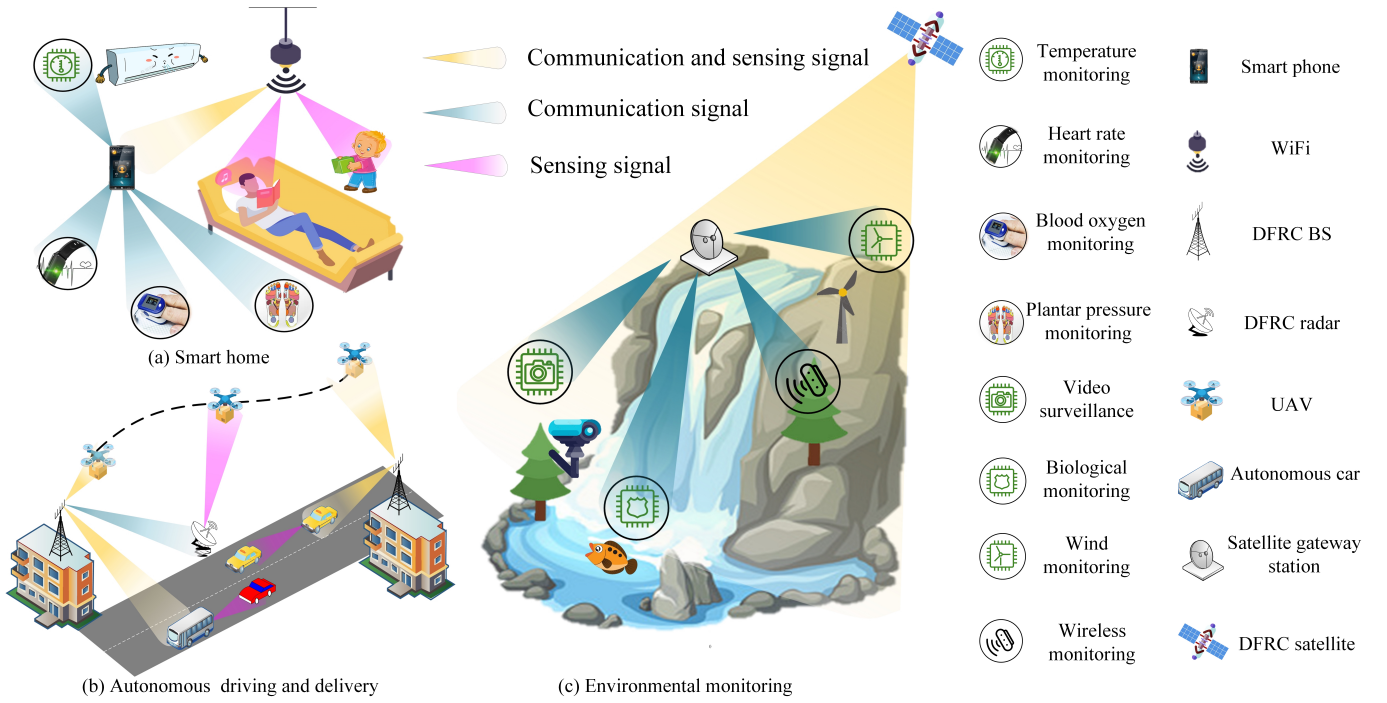 Communication and sensing signal
Communication signal
Sensing signal
(a) Smart home
(b) Autonomous driving and delivery
(c) Environmental monitoring
Temperature
monitoring
Smart phone
Heart rate
monitoring
WiFi
Blood oxygen
monitoring
DFRC BS
Plantar pressure
monitoring
DFRC radar
Video
surveillance
UAV
Biological
monitoring
Autonomous car
Wind
monitoring
Satellite gateway
station
Wireless
monitoring
DFRC satellite